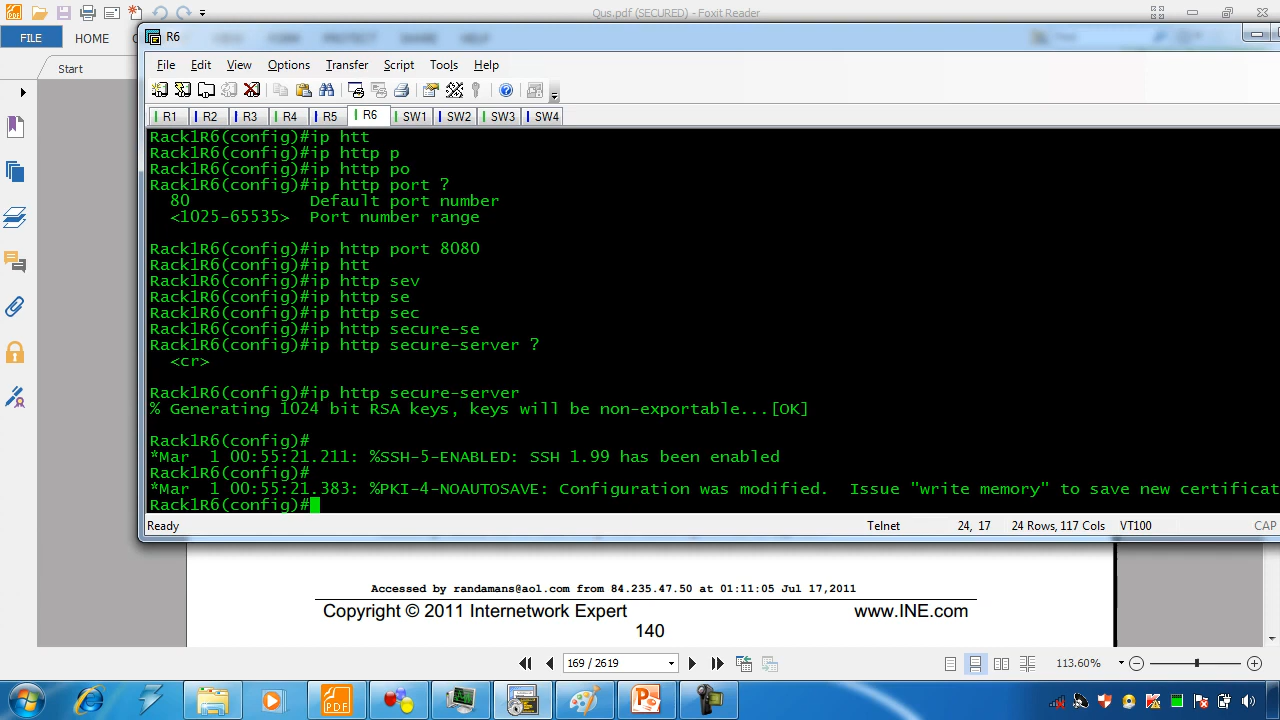 Qus.pdf (SECURED) - Foxit Reader
FILE
HOME
Start
R6
File Edit View Options Transfer Script Tools Help
R1 R2 R3 R4 R5 R6 SW1 SW2 SW3 SW4
Rack1R6(config)#ip htt
Rack1R6(config)#ip http p
Rack1R6(config)#ip http po
Rack1R6(config)#ip http port ?
80 Default port number
<1025-65535> Port number range
Rack1R6(config)#ip http port 8080
Rack1R6(config)#ip htt
Rack1R6(config)#ip http sev
Rack1R6(config)#ip http se
Rack1R6(config)#ip http sec
Rack1R6(config)#ip http secure-se
Rack1R6(config)#ip http secure-server ?
<cr>
Rack1R6(config)#ip http secure-server
% Generating 1024 bit RSA keys, keys will be non-exportable...[OK]
Rack1R6(config)#
*Mar 1 00:55:21.211: %SSH-5-ENABLED: SSH 1.99 has been enabled
Rack1R6(config)#
*Mar 1 00:55:21.383: %PKI-4-NOAUTOSAVE: Configuration was modified. Issue "write memory" to save new certificat
Rack1R6(config)#
Ready Telnet 24, 17 24 Rows, 117 Cols VT100 CAP
Accessed by randamans@aol.com from 84.235.47.50 at 01:11:05 Jul 17,2011
Copyright © 2011 Internetwork Expert www.INE.com
140
169 / 2619 113.60%
PDF